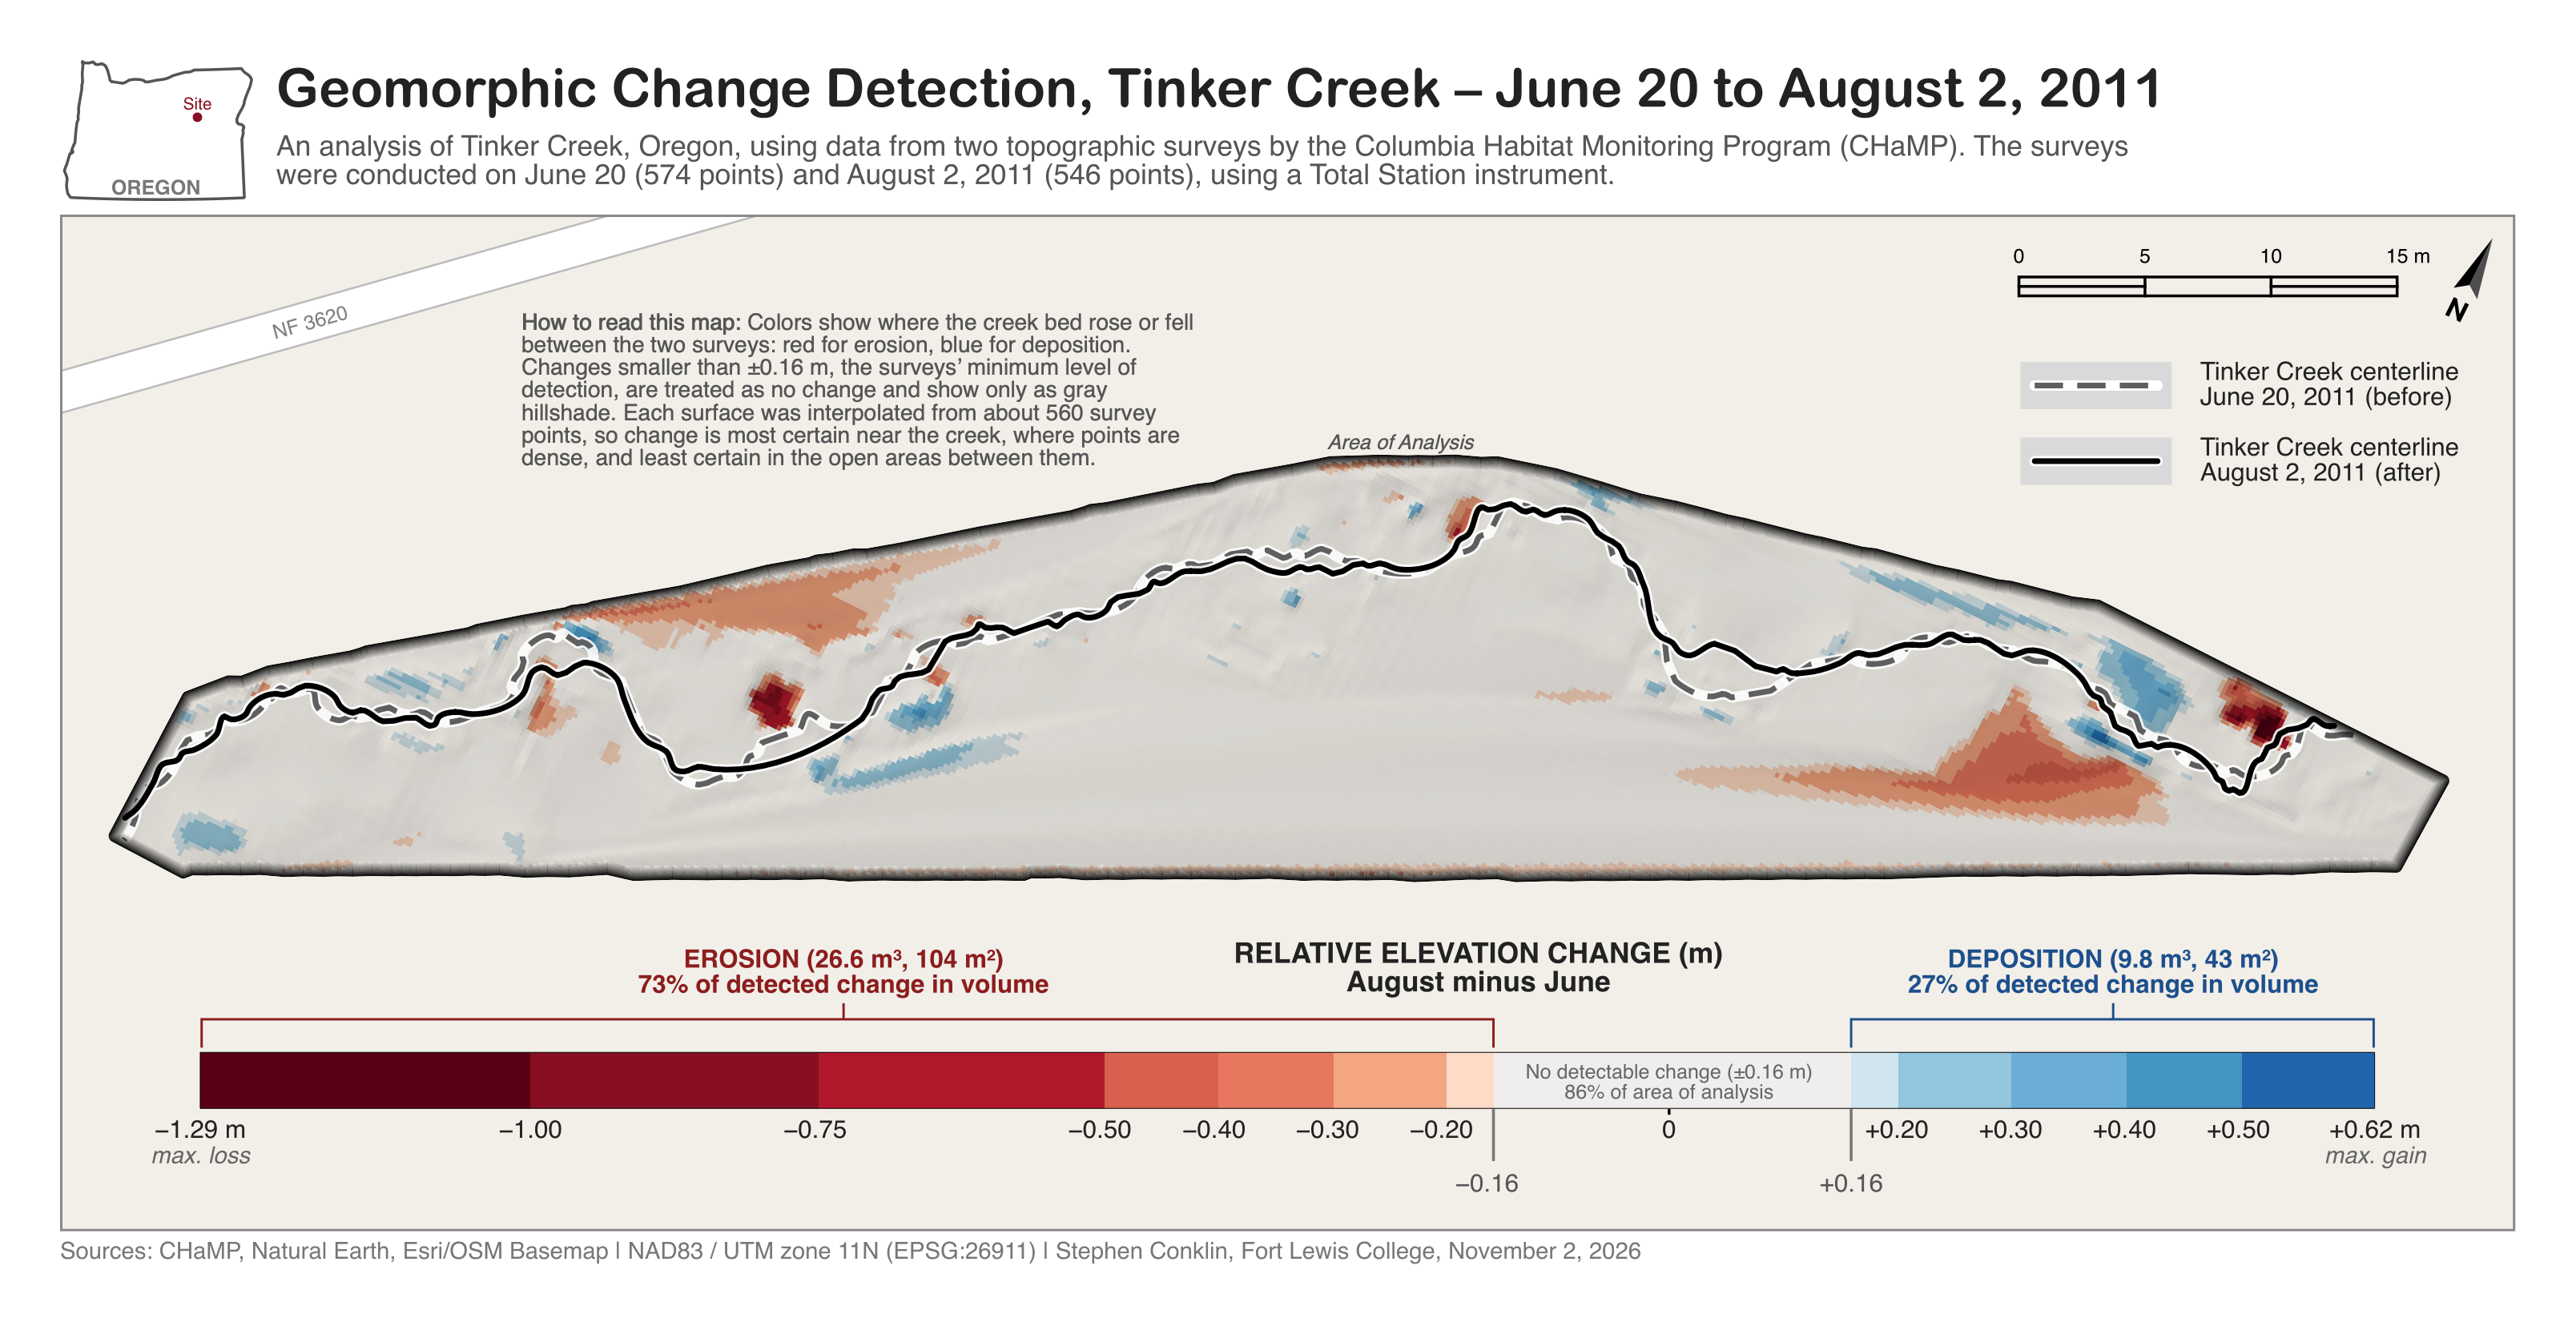 Site
OREGON
Geomorphic Change Detection, Tinker Creek – June 20 to August 2, 2011
An analysis of Tinker Creek, Oregon, using data from two topographic surveys by the Columbia Habitat Monitoring Program (CHaMP). The surveys
were conducted on June 20 (574 points) and August 2, 2011 (546 points), using a Total Station instrument.
NF 3620
0 5 10 15 m
N
How to read this map: Colors show where the creek bed rose or fell
between the two surveys: red for erosion, blue for deposition.
Changes smaller than ±0.16 m, the surveys’ minimum level of
detection, are treated as no change and show only as gray
hillshade. Each surface was interpolated from about 560 survey
points, so change is most certain near the creek, where points are
dense, and least certain in the open areas between them.
Tinker Creek centerline
June 20, 2011 (before)
Tinker Creek centerline
August 2, 2011 (after)
Area of Analysis
EROSION (26.6 m³, 104 m²)
73% of detected change in volume
RELATIVE ELEVATION CHANGE (m)
August minus June
DEPOSITION (9.8 m³, 43 m²)
27% of detected change in volume
No detectable change (±0.16 m)
86% of area of analysis
−1.29 m −1.00 −0.75 −0.50 −0.40 −0.30 −0.20 0 +0.20 +0.30 +0.40 +0.50 +0.62 m
max. loss max. gain
−0.16 +0.16
Sources: CHaMP, Natural Earth, Esri/OSM Basemap | NAD83 / UTM zone 11N (EPSG:26911) | Stephen Conklin, Fort Lewis College, November 2, 2026